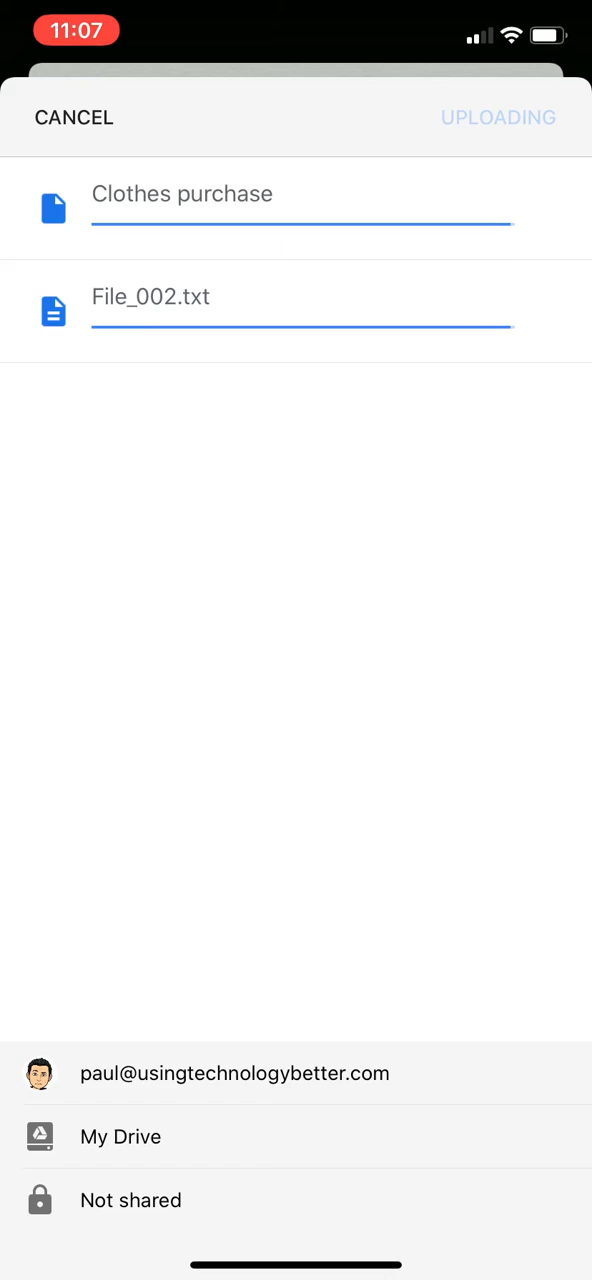 11:07
CANCEL
UPLOADING
Clothes purchase
File_002.txt
paul@usingtechnologybetter.com
My Drive
Not shared